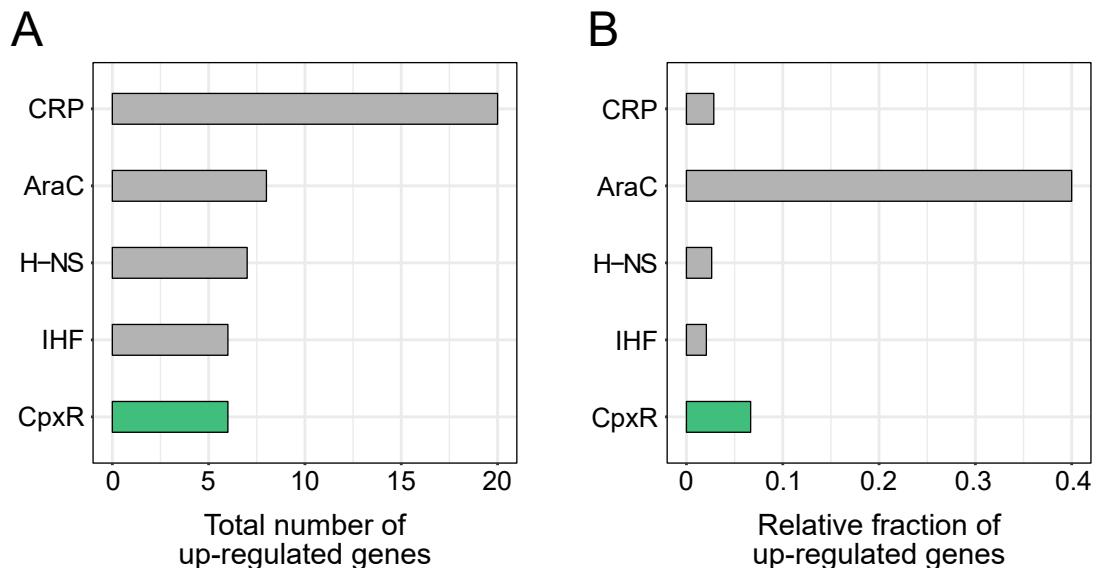 A
CRP
AraC
H−NS
IHF
CpxR
0 5 10 15 20
Total number of
up-regulated genes
B
CRP
AraC
H−NS
IHF
CpxR
0 0.1 0.2 0.3 0.4
Relative fraction of
up-regulated genes